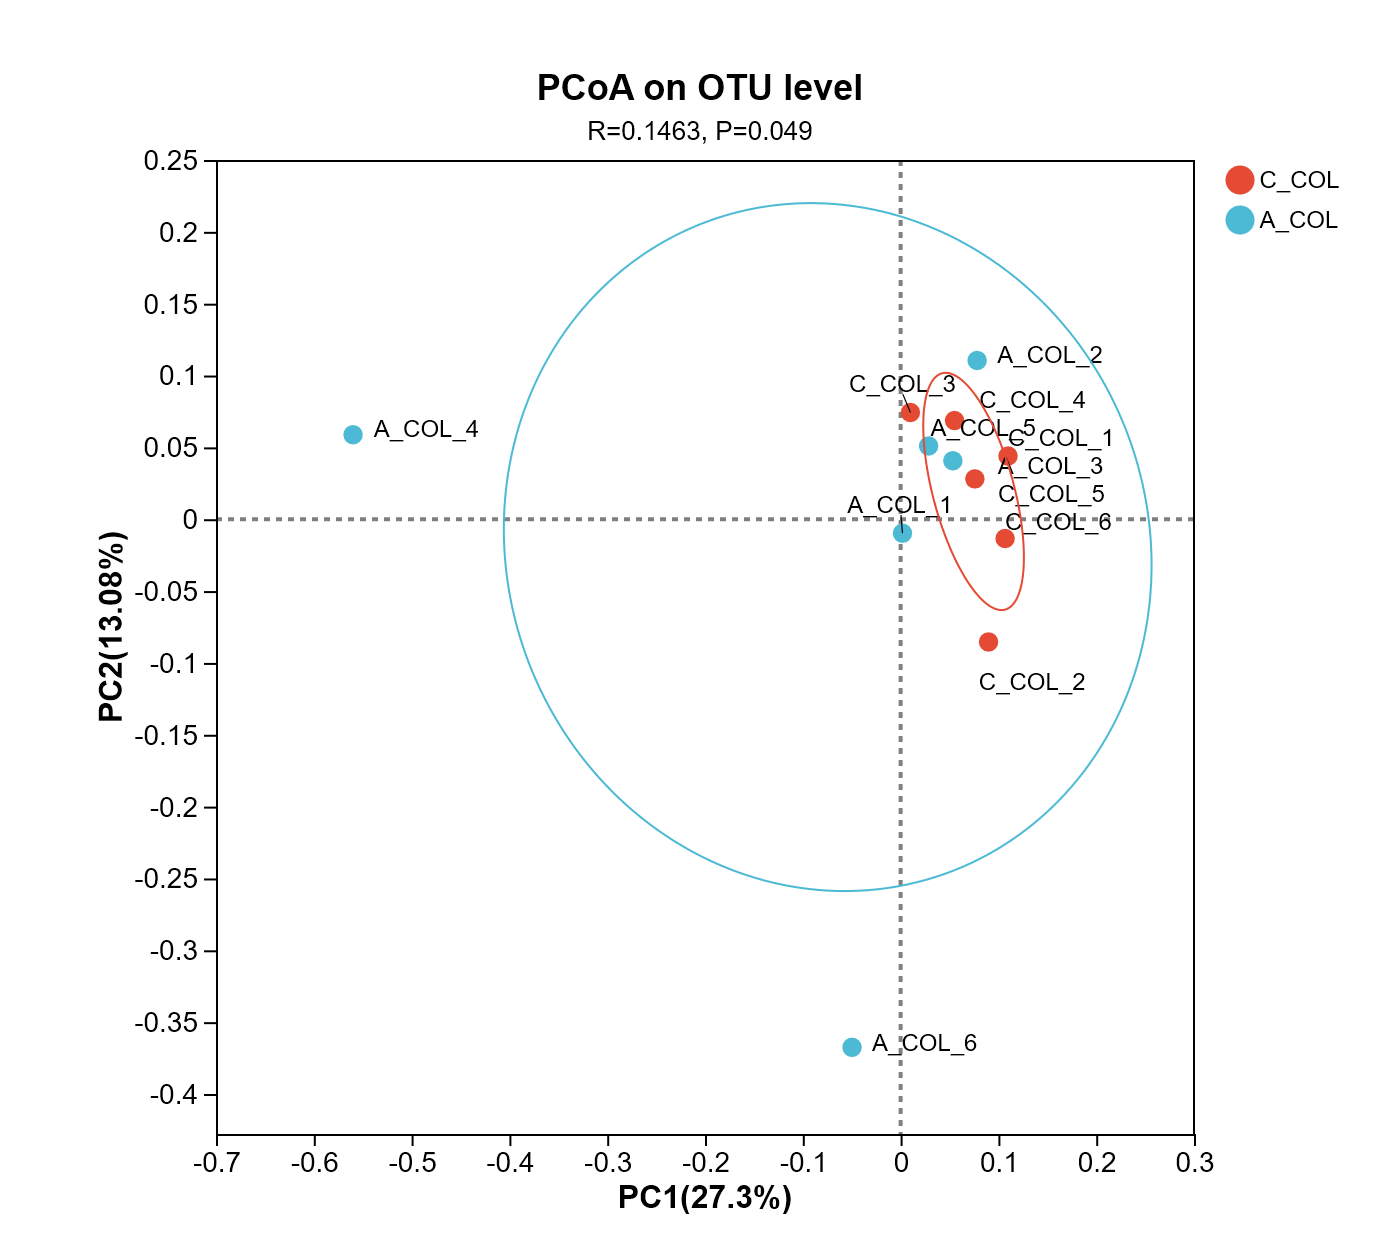 PCoA on OTU level
R=0.1463, P=0.049
C_COL
A_COL
0.25
0.2
0.15
0.1
0.05
0
-0.05
-0.1
-0.15
-0.2
-0.25
-0.3
-0.35
-0.4
PC2(13.08%)
A_COL_2
C_COL_3
C_COL_4
A_COL_4
A_COL_5
C_COL_1
A_COL_3
C_COL_5
A_COL_1
C_COL_6
C_COL_2
A_COL_6
-0.7 -0.6 -0.5 -0.4 -0.3 -0.2 -0.1 0 0.1 0.2 0.3
PC1(27.3%)